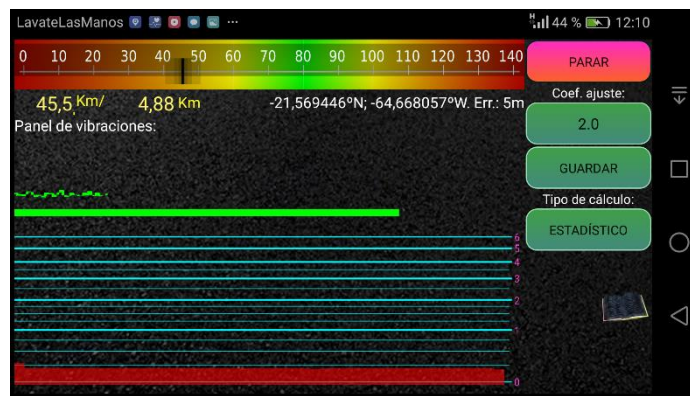 LavateLasManos ... 44 % 12:10
0 10 20 30 40 50 60 70 80 90 100 110 120 130 140
PARAR
45,5 Km/ 4,88 Km -21,569446ºN; -64,668057ºW. Err.: 5m
Coef. ajuste:
Panel de vibraciones:
2.0
GUARDAR
Tipo de cálculo:
ESTADÍSTICO
6
5
4
3
2
1
0